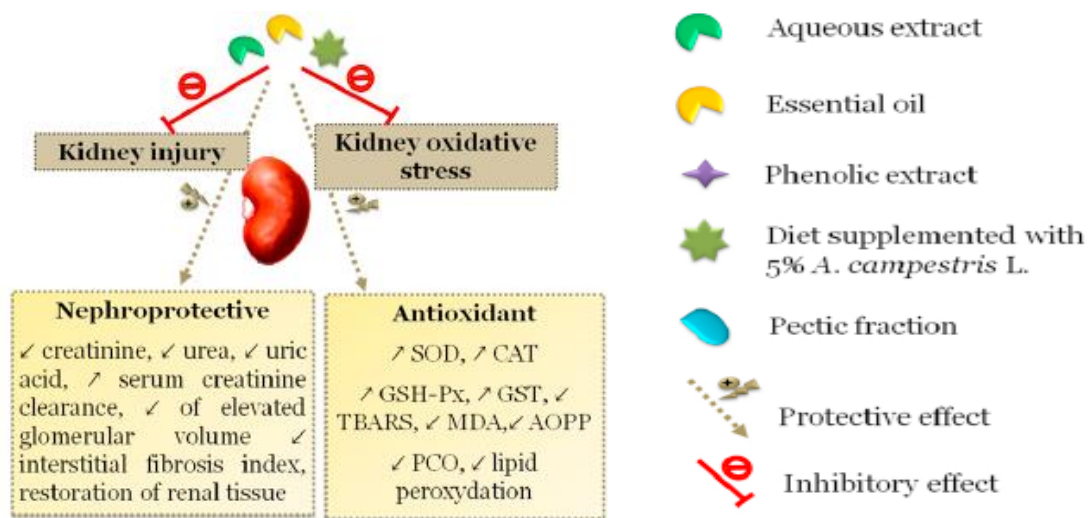 Kidney injury
Kidney oxidative
stress
Nephroprotective
↙ creatinine, ↙ urea, ↙ uric
acid, ↗ serum creatinine
clearance, ↙ of elevated
glomerular volume ↙
interstitial fibrosis index,
restoration of renal tissue
Antioxidant
↗ SOD, ↗ CAT
↗ GSH-Px, ↗ GST, ↙
TBARS, ↙ MDA,↙ AOPP
↙ PCO, ↙ lipid
peroxydation
Aqueous extract
Essential oil
Phenolic extract
Diet supplemented with
5% A. campestris L.
Pectic fraction
Protective effect
Inhibitory effect